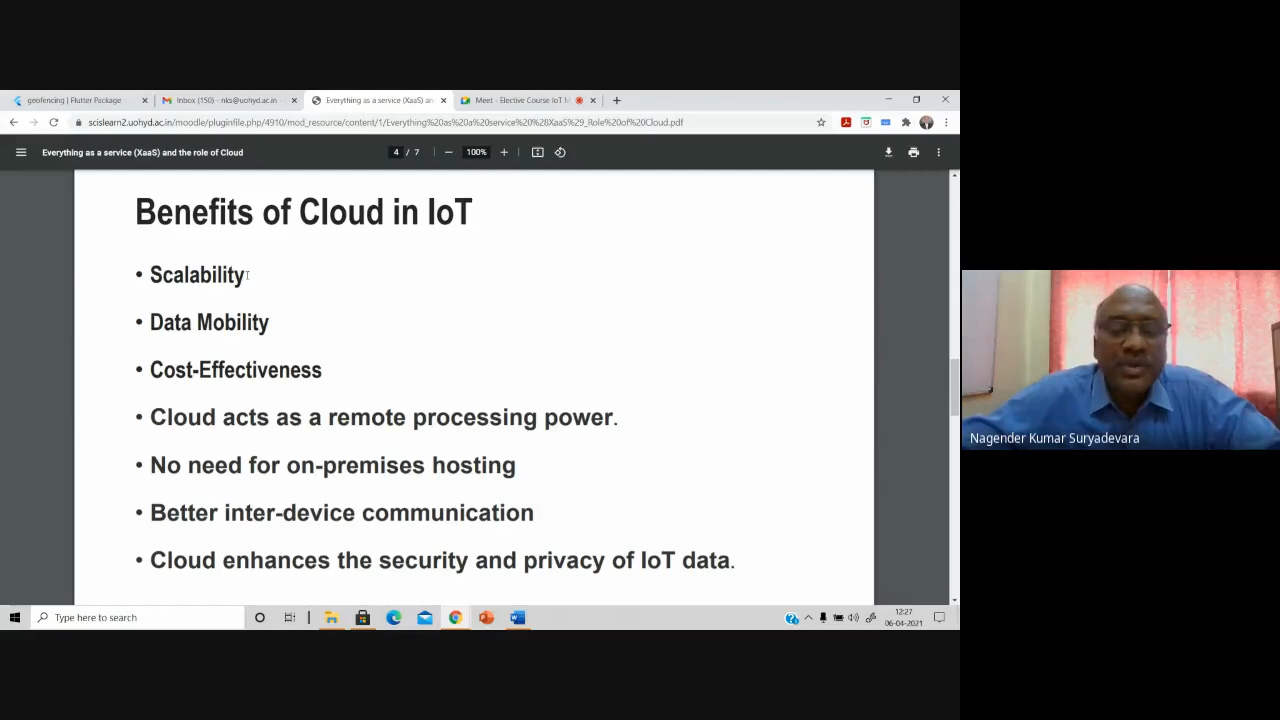 geofencing | Flutter Package
Inbox (150) - nks@uohyd.ac.in
Everything as a service (XaaS) an
Meet - Elective Course IoT M
scislearn2.uohyd.ac.in/moodle/pluginfile.php/4910/mod_resource/content/1/Everything%20as%20a%20service%20%28XaaS%29_Role%20of%20Cloud.pdf
Everything as a service (XaaS) and the role of Cloud
4 / 7
100%
Benefits of Cloud in IoT
• Scalability
• Data Mobility
• Cost-Effectiveness
• Cloud acts as a remote processing power.
• No need for on-premises hosting
• Better inter-device communication
• Cloud enhances the security and privacy of IoT data.
Nagender Kumar Suryadevara
Type here to search
12:27
06-04-2021